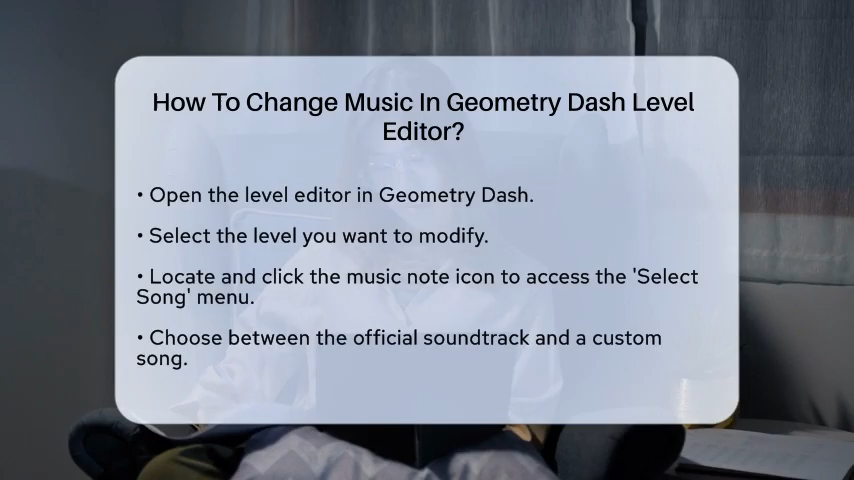 How To Change Music In Geometry Dash Level
Editor?
• Open the level editor in Geometry Dash.
• Select the level you want to modify.
• Locate and click the music note icon to access the 'Select
Song' menu.
• Choose between the official soundtrack and a custom
song.